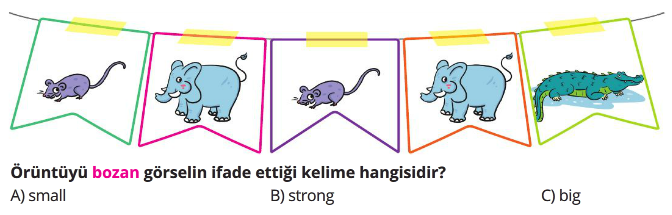 Örüntüyü bozan görselin ifade ettiği kelime hangisidir?
A) small B) strong C) big